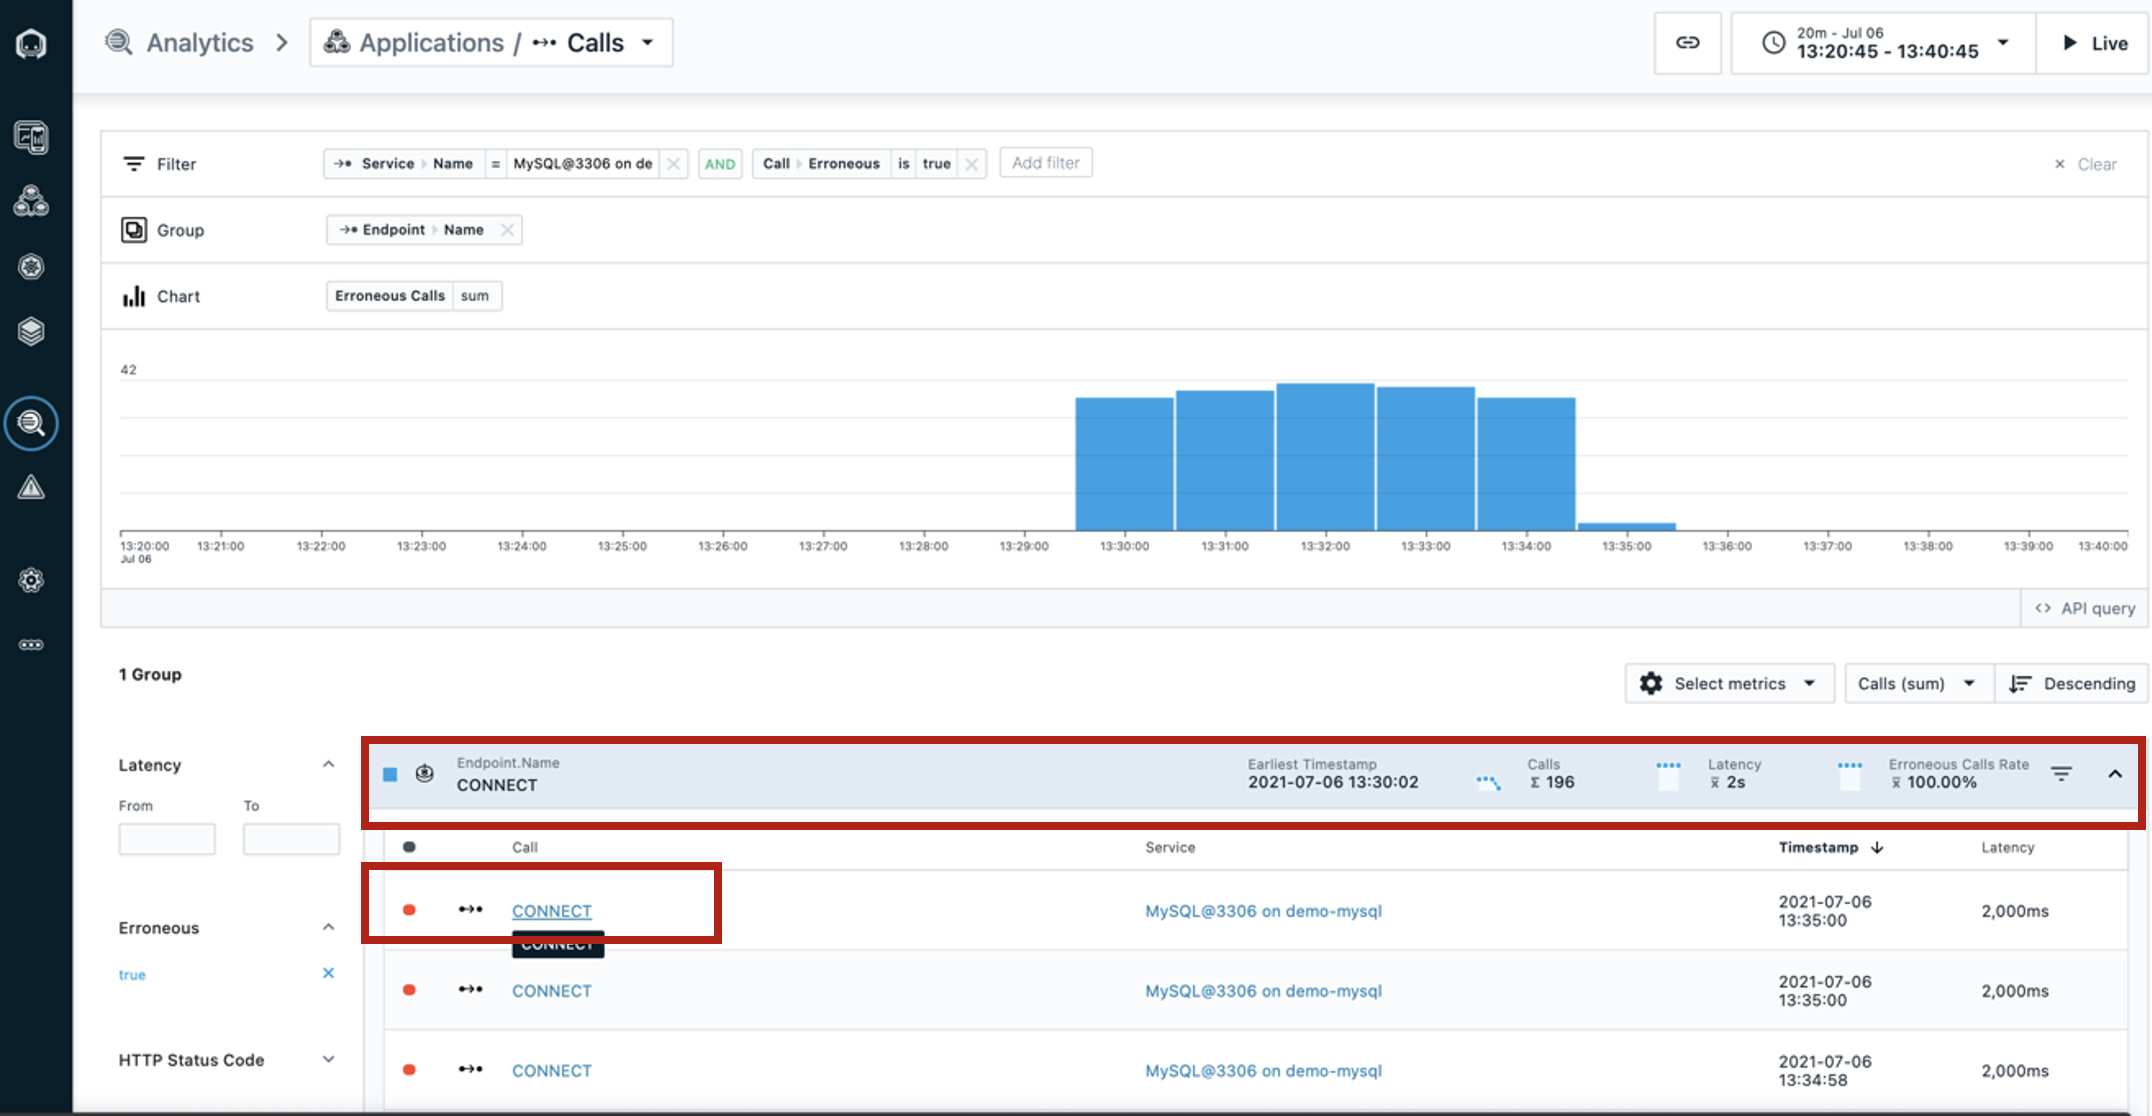 Analytics > Applications / Calls
20m - Jul 06
13:20:45 - 13:40:45
Live
Filter Service Name = MySQL@3306 on de AND Call Erroneous is true Add filter × Clear
Group Endpoint Name
Chart Erroneous Calls sum
42
13:20:00 13:21:00 13:22:00 13:23:00 13:24:00 13:25:00 13:26:00 13:27:00 13:28:00 13:29:00 13:30:00 13:31:00 13:32:00 13:33:00 13:34:00 13:35:00 13:36:00 13:37:00 13:38:00 13:39:00 13:40:00
Jul 06
<> API query
1 Group
Select metrics Calls (sum) Descending
Latency
From To
Erroneous
true
HTTP Status Code
Endpoint.Name Earliest Timestamp Calls Latency Erroneous Calls Rate
CONNECT 2021-07-06 13:30:02 Σ 196 x̄ 2s x̄ 100.00%
Call Service Timestamp ↓ Latency
CONNECT MySQL@3306 on demo-mysql 2021-07-06 13:35:00 2,000ms
CONNECT
CONNECT MySQL@3306 on demo-mysql 2021-07-06 13:35:00 2,000ms
CONNECT MySQL@3306 on demo-mysql 2021-07-06 13:34:58 2,000ms